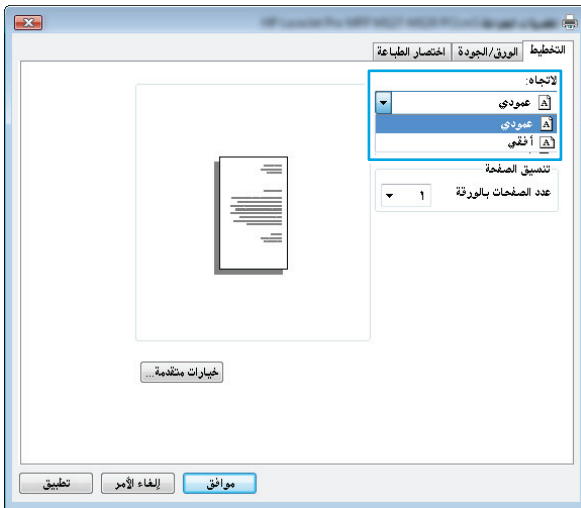 التخطيط الورق/الجودة اختصار الطباعة
لاتجاه:
عمودي
عمودي
أفقي
تنسيق الصفحة
عدد الصفحات بالورقة ١
خيارات متقدمة...
موافق إلغاء الأمر تطبيق